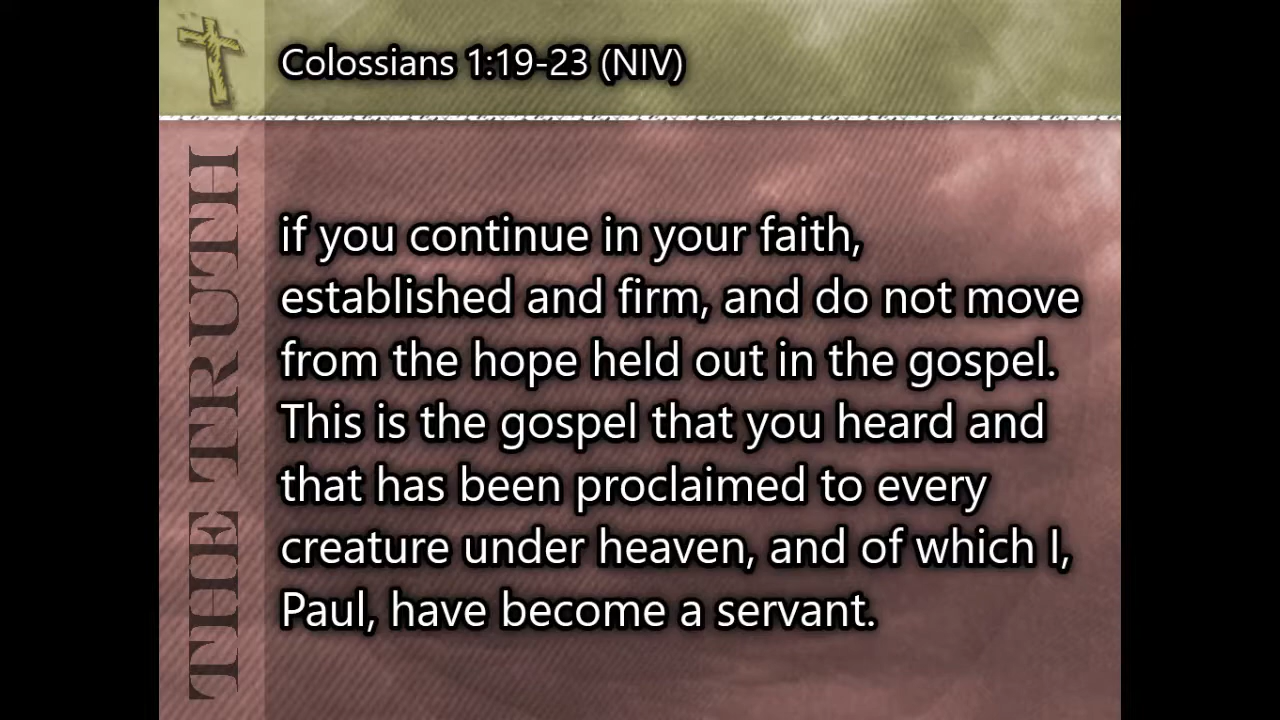 Colossians 1:19-23 (NIV)
THE TRUTH
if you continue in your faith,
established and firm, and do not move
from the hope held out in the gospel.
This is the gospel that you heard and
that has been proclaimed to every
creature under heaven, and of which I,
Paul, have become a servant.